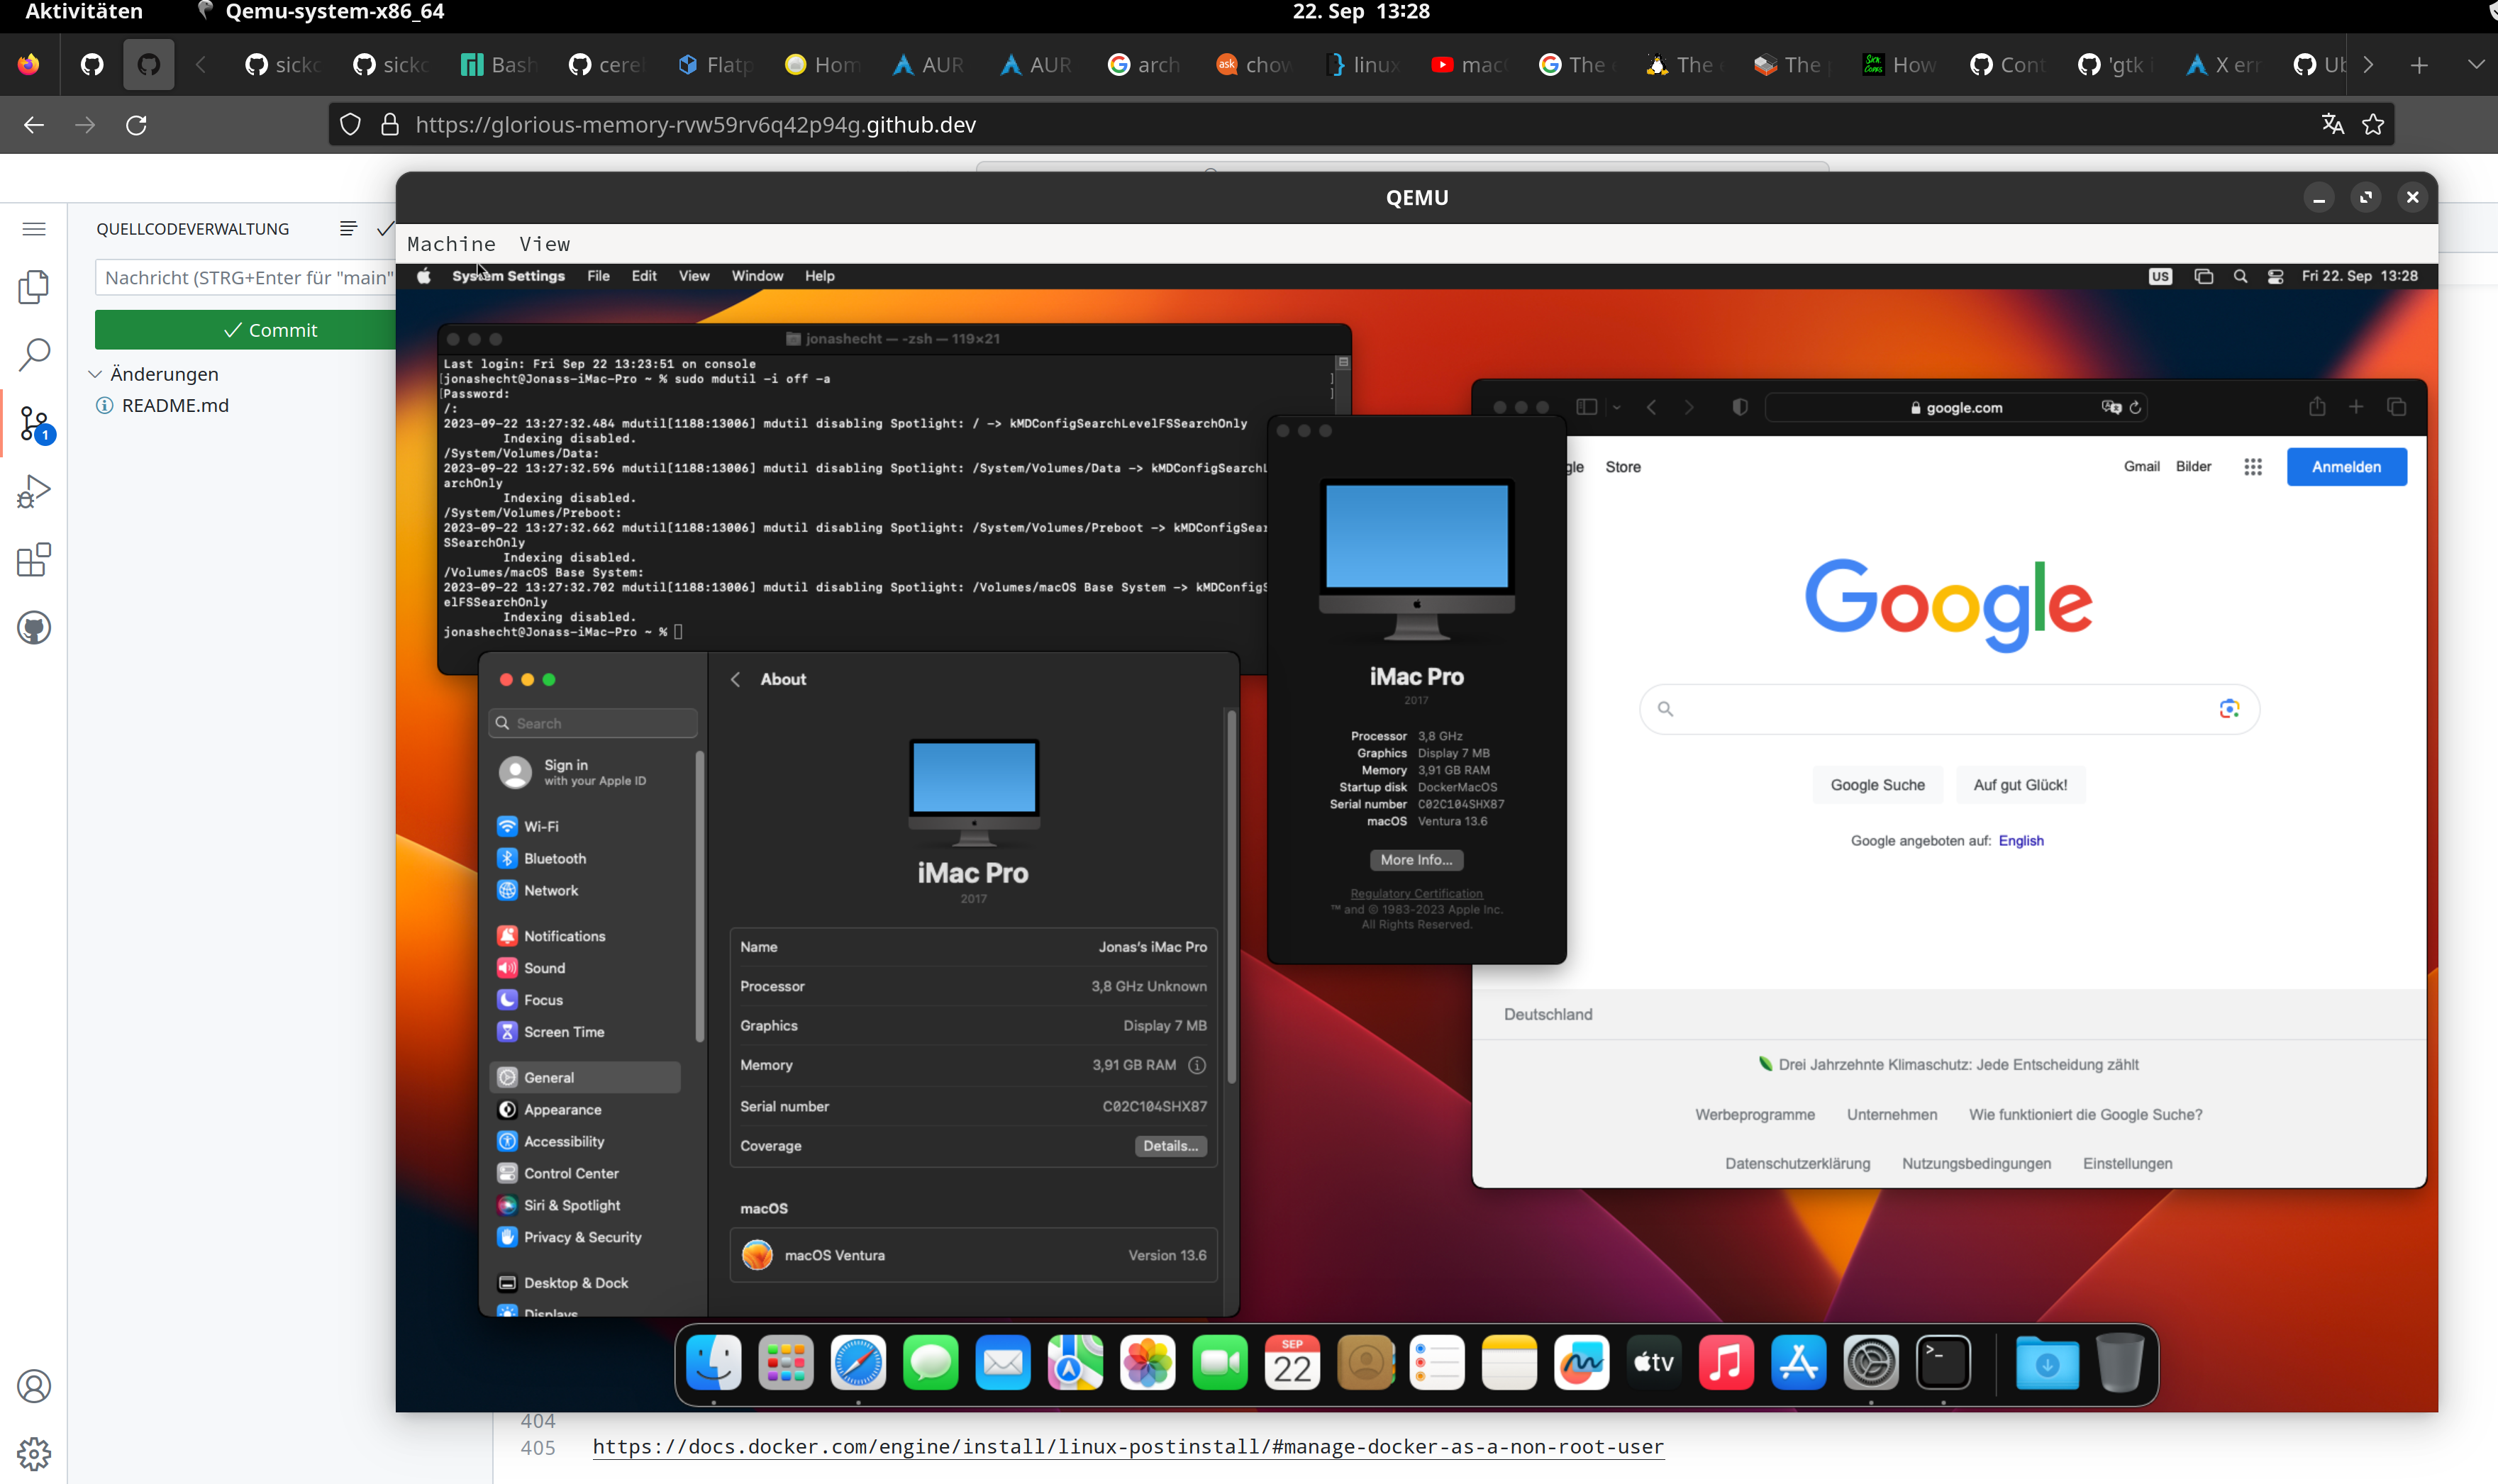 Aktivitäten
Qemu-system-x86_64
22. Sep 13:28
sickc
sickc
Bash
cere
Flatp
Hom
AUR
AUR
arch
chow
linux
mac
The
The
The
How
Cont
'gtk i
X err
Ub
https://glorious-memory-rvw59rv6q42p94g.github.dev
QEMU
QUELLCODEVERWALTUNG
Nachricht (STRG+Enter für "main"
Commit
Änderungen
README.md
1
Machine View
System Settings File Edit View Window Help
US
Fri 22. Sep 13:28
jonashecht — -zsh — 119×21
Last login: Fri Sep 22 13:23:51 on console
[jonashecht@Jonass-iMac-Pro ~ % sudo mdutil -i off -a ]
[Password: ]
/:
2023-09-22 13:27:32.484 mdutil[1188:13006] mdutil disabling Spotlight: / -> kMDConfigSearchLevelFSSearchOnly
Indexing disabled.
/System/Volumes/Data:
2023-09-22 13:27:32.596 mdutil[1188:13006] mdutil disabling Spotlight: /System/Volumes/Data -> kMDConfigSearchL
archOnly
Indexing disabled.
/System/Volumes/Preboot:
2023-09-22 13:27:32.662 mdutil[1188:13006] mdutil disabling Spotlight: /System/Volumes/Preboot -> kMDConfigSear
SSearchOnly
Indexing disabled.
/Volumes/macOS Base System:
2023-09-22 13:27:32.702 mdutil[1188:13006] mdutil disabling Spotlight: /Volumes/macOS Base System -> kMDConfigS
elFSSearchOnly
Indexing disabled.
jonashecht@Jonass-iMac-Pro ~ %
About
Search
Sign in
with your Apple ID
Wi-Fi
Bluetooth
Network
Notifications
Sound
Focus
Screen Time
General
Appearance
Accessibility
Control Center
Siri & Spotlight
Privacy & Security
Desktop & Dock
Displays
iMac Pro
2017
Name Jonas's iMac Pro
Processor 3,8 GHz Unknown
Graphics Display 7 MB
Memory 3,91 GB RAM
Serial number C02C104SHX87
Coverage Details...
macOS
macOS Ventura Version 13.6
iMac Pro
2017
Processor 3,8 GHz
Graphics Display 7 MB
Memory 3,91 GB RAM
Startup disk DockerMacOS
Serial number C02C104SHX87
macOS Ventura 13.6
More Info...
Regulatory Certification
™ and © 1983-2023 Apple Inc.
All Rights Reserved.
google.com
gle Store
Gmail Bilder
Anmelden
Google
Google Suche
Auf gut Glück!
Google angeboten auf: English
Deutschland
Drei Jahrzehnte Klimaschutz: Jede Entscheidung zählt
Werbeprogramme Unternehmen Wie funktioniert die Google Suche?
Datenschutzerklärung Nutzungsbedingungen Einstellungen
SEP
22
tv
404
405 https://docs.docker.com/engine/install/linux-postinstall/#manage-docker-as-a-non-root-user